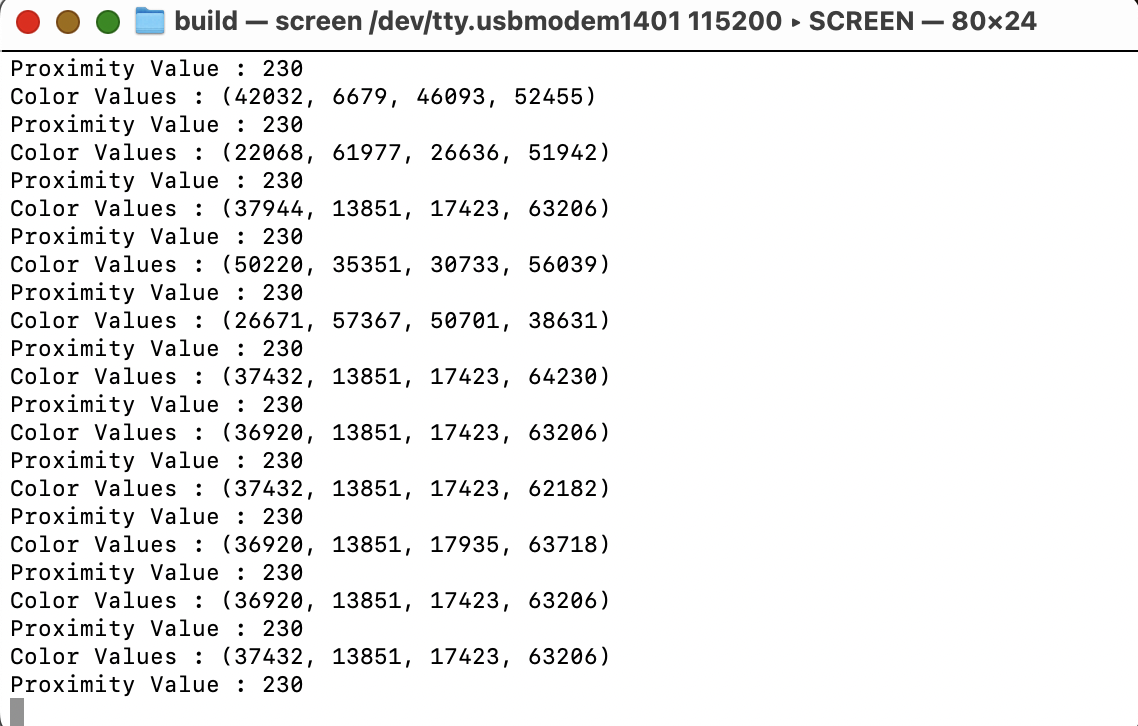 build — screen /dev/tty.usbmodem1401 115200 ▸ SCREEN — 80×24
Proximity Value : 230
Color Values : (42032, 6679, 46093, 52455)
Proximity Value : 230
Color Values : (22068, 61977, 26636, 51942)
Proximity Value : 230
Color Values : (37944, 13851, 17423, 63206)
Proximity Value : 230
Color Values : (50220, 35351, 30733, 56039)
Proximity Value : 230
Color Values : (26671, 57367, 50701, 38631)
Proximity Value : 230
Color Values : (37432, 13851, 17423, 64230)
Proximity Value : 230
Color Values : (36920, 13851, 17423, 63206)
Proximity Value : 230
Color Values : (37432, 13851, 17423, 62182)
Proximity Value : 230
Color Values : (36920, 13851, 17935, 63718)
Proximity Value : 230
Color Values : (36920, 13851, 17423, 63206)
Proximity Value : 230
Color Values : (37432, 13851, 17423, 63206)
Proximity Value : 230